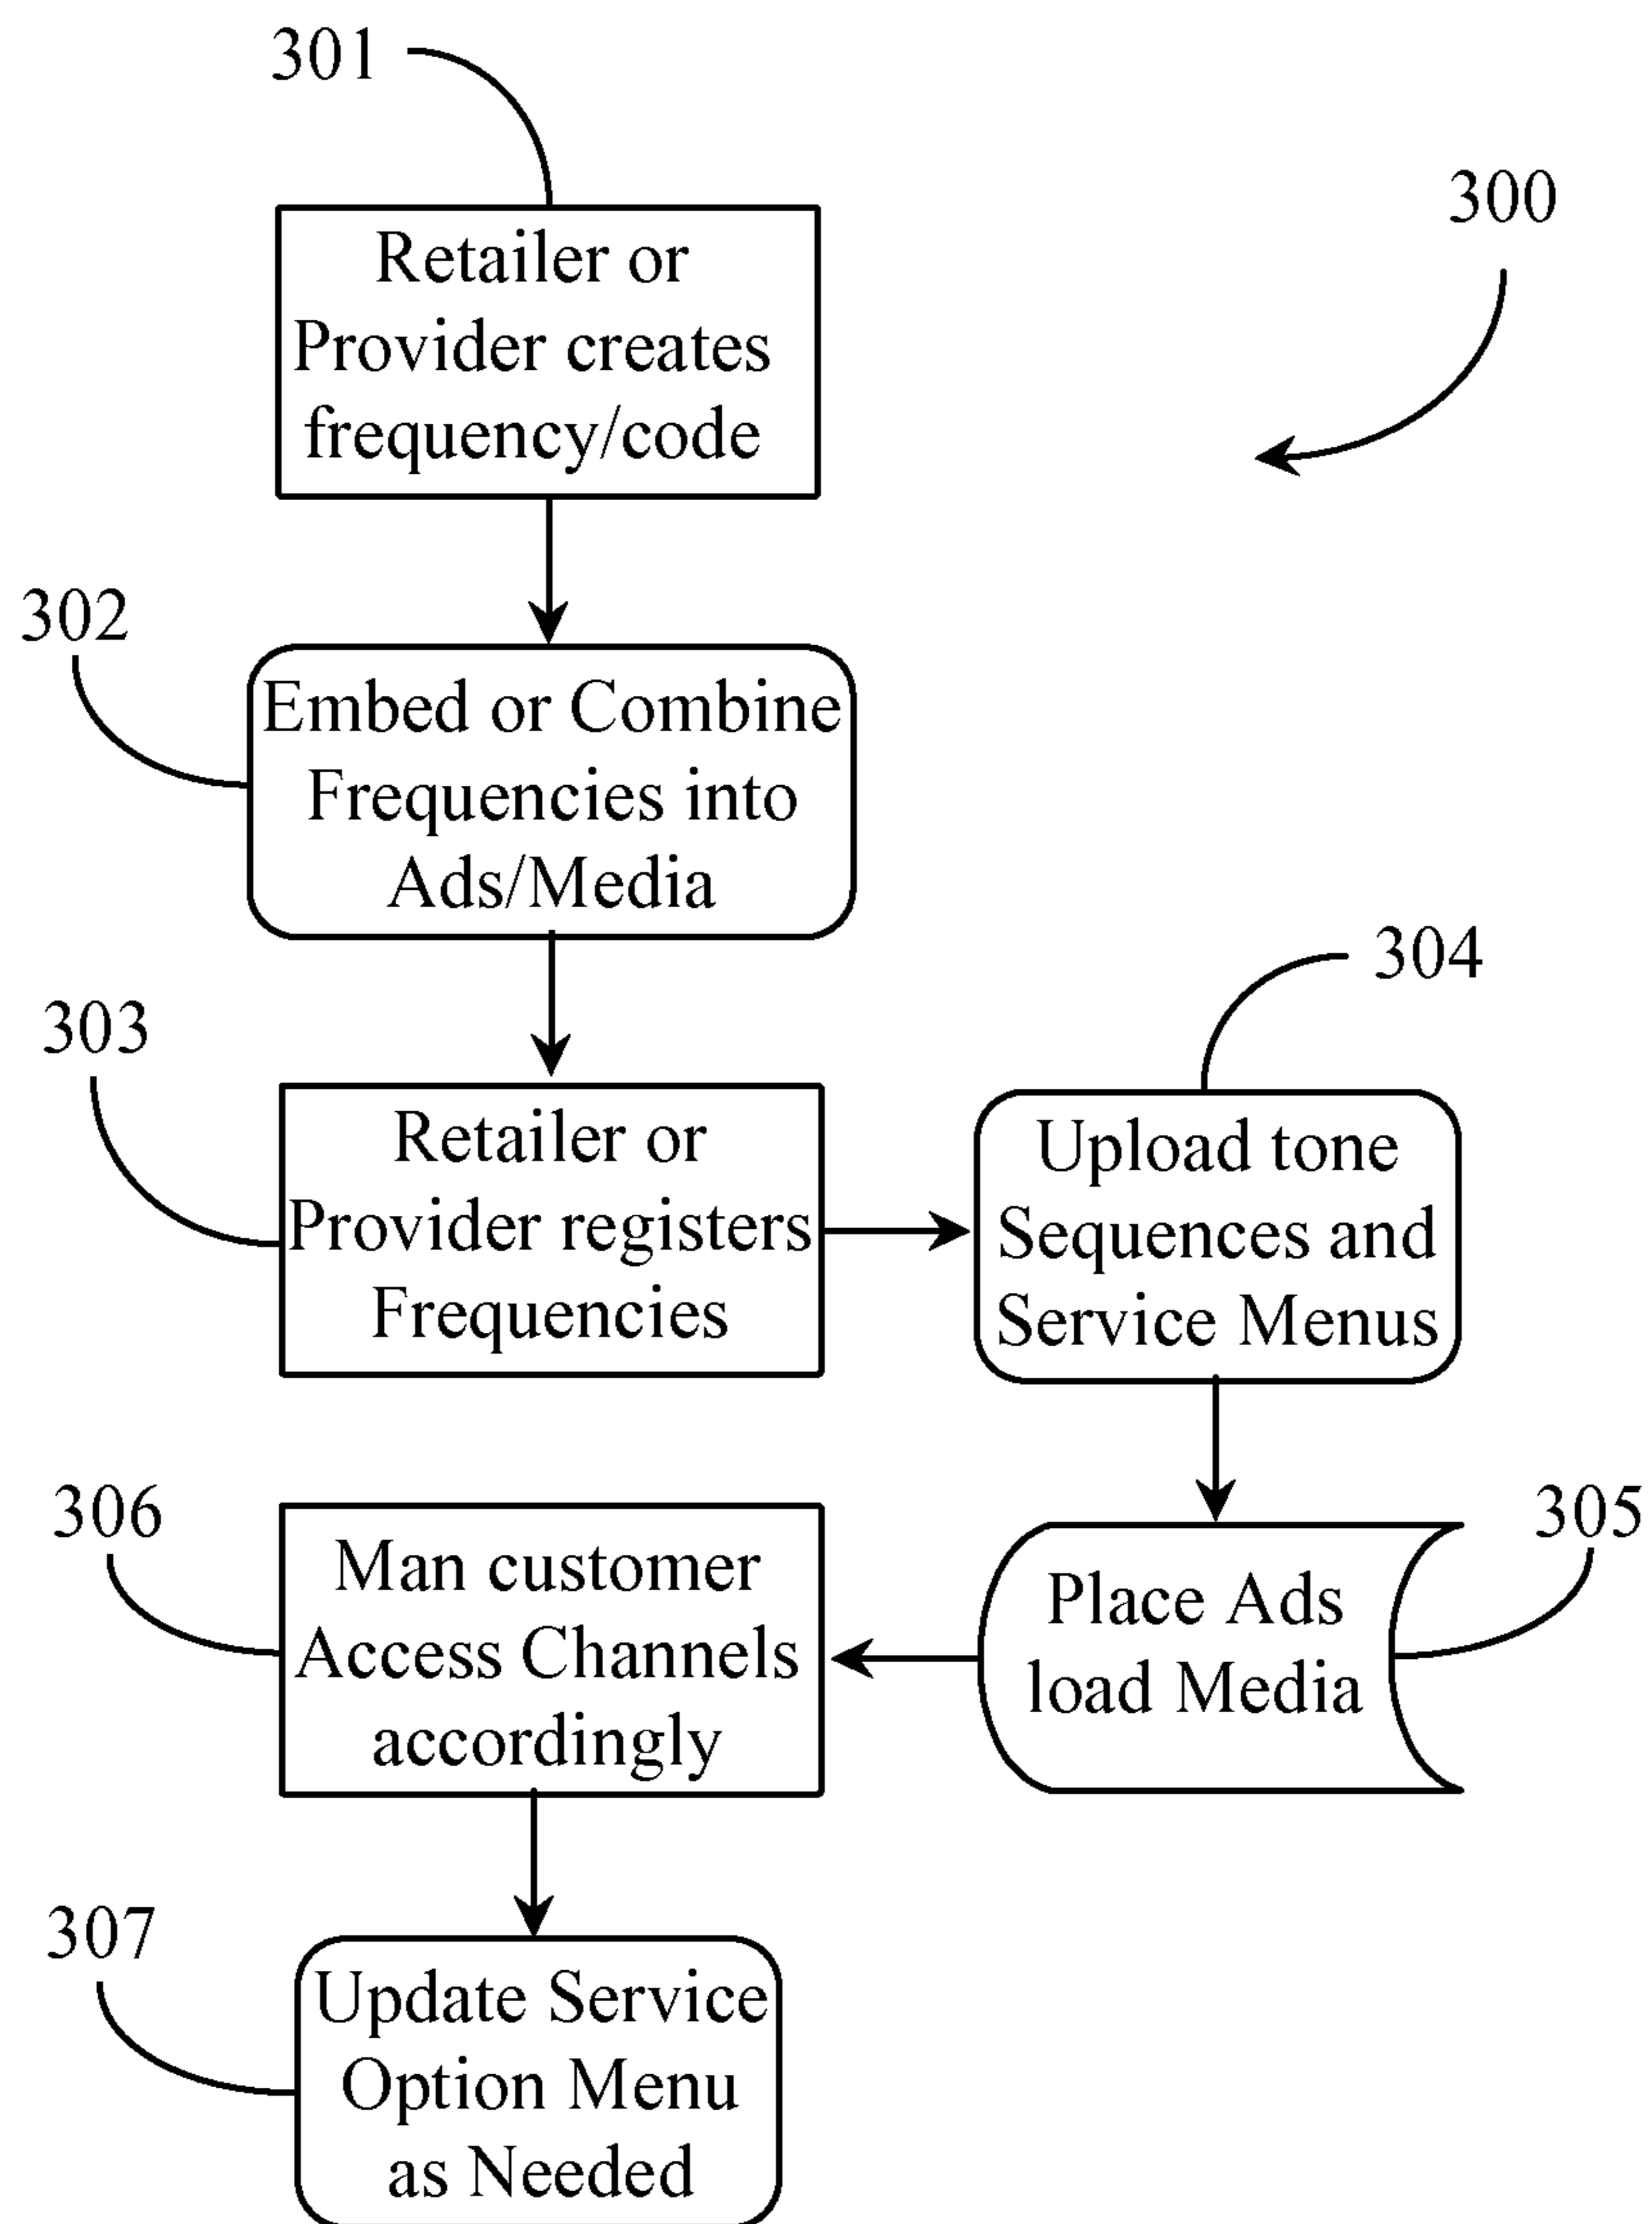 301
300
Retailer or
Provider creates
frequency/code
302
Embed or Combine
Frequencies into
Ads/Media
303
Retailer or
Provider registers
Frequencies
304
Upload tone
Sequences and
Service Menus
305
Place Ads
load Media
306
Man customer
Access Channels
accordingly
307
Update Service
Option Menu
as Needed